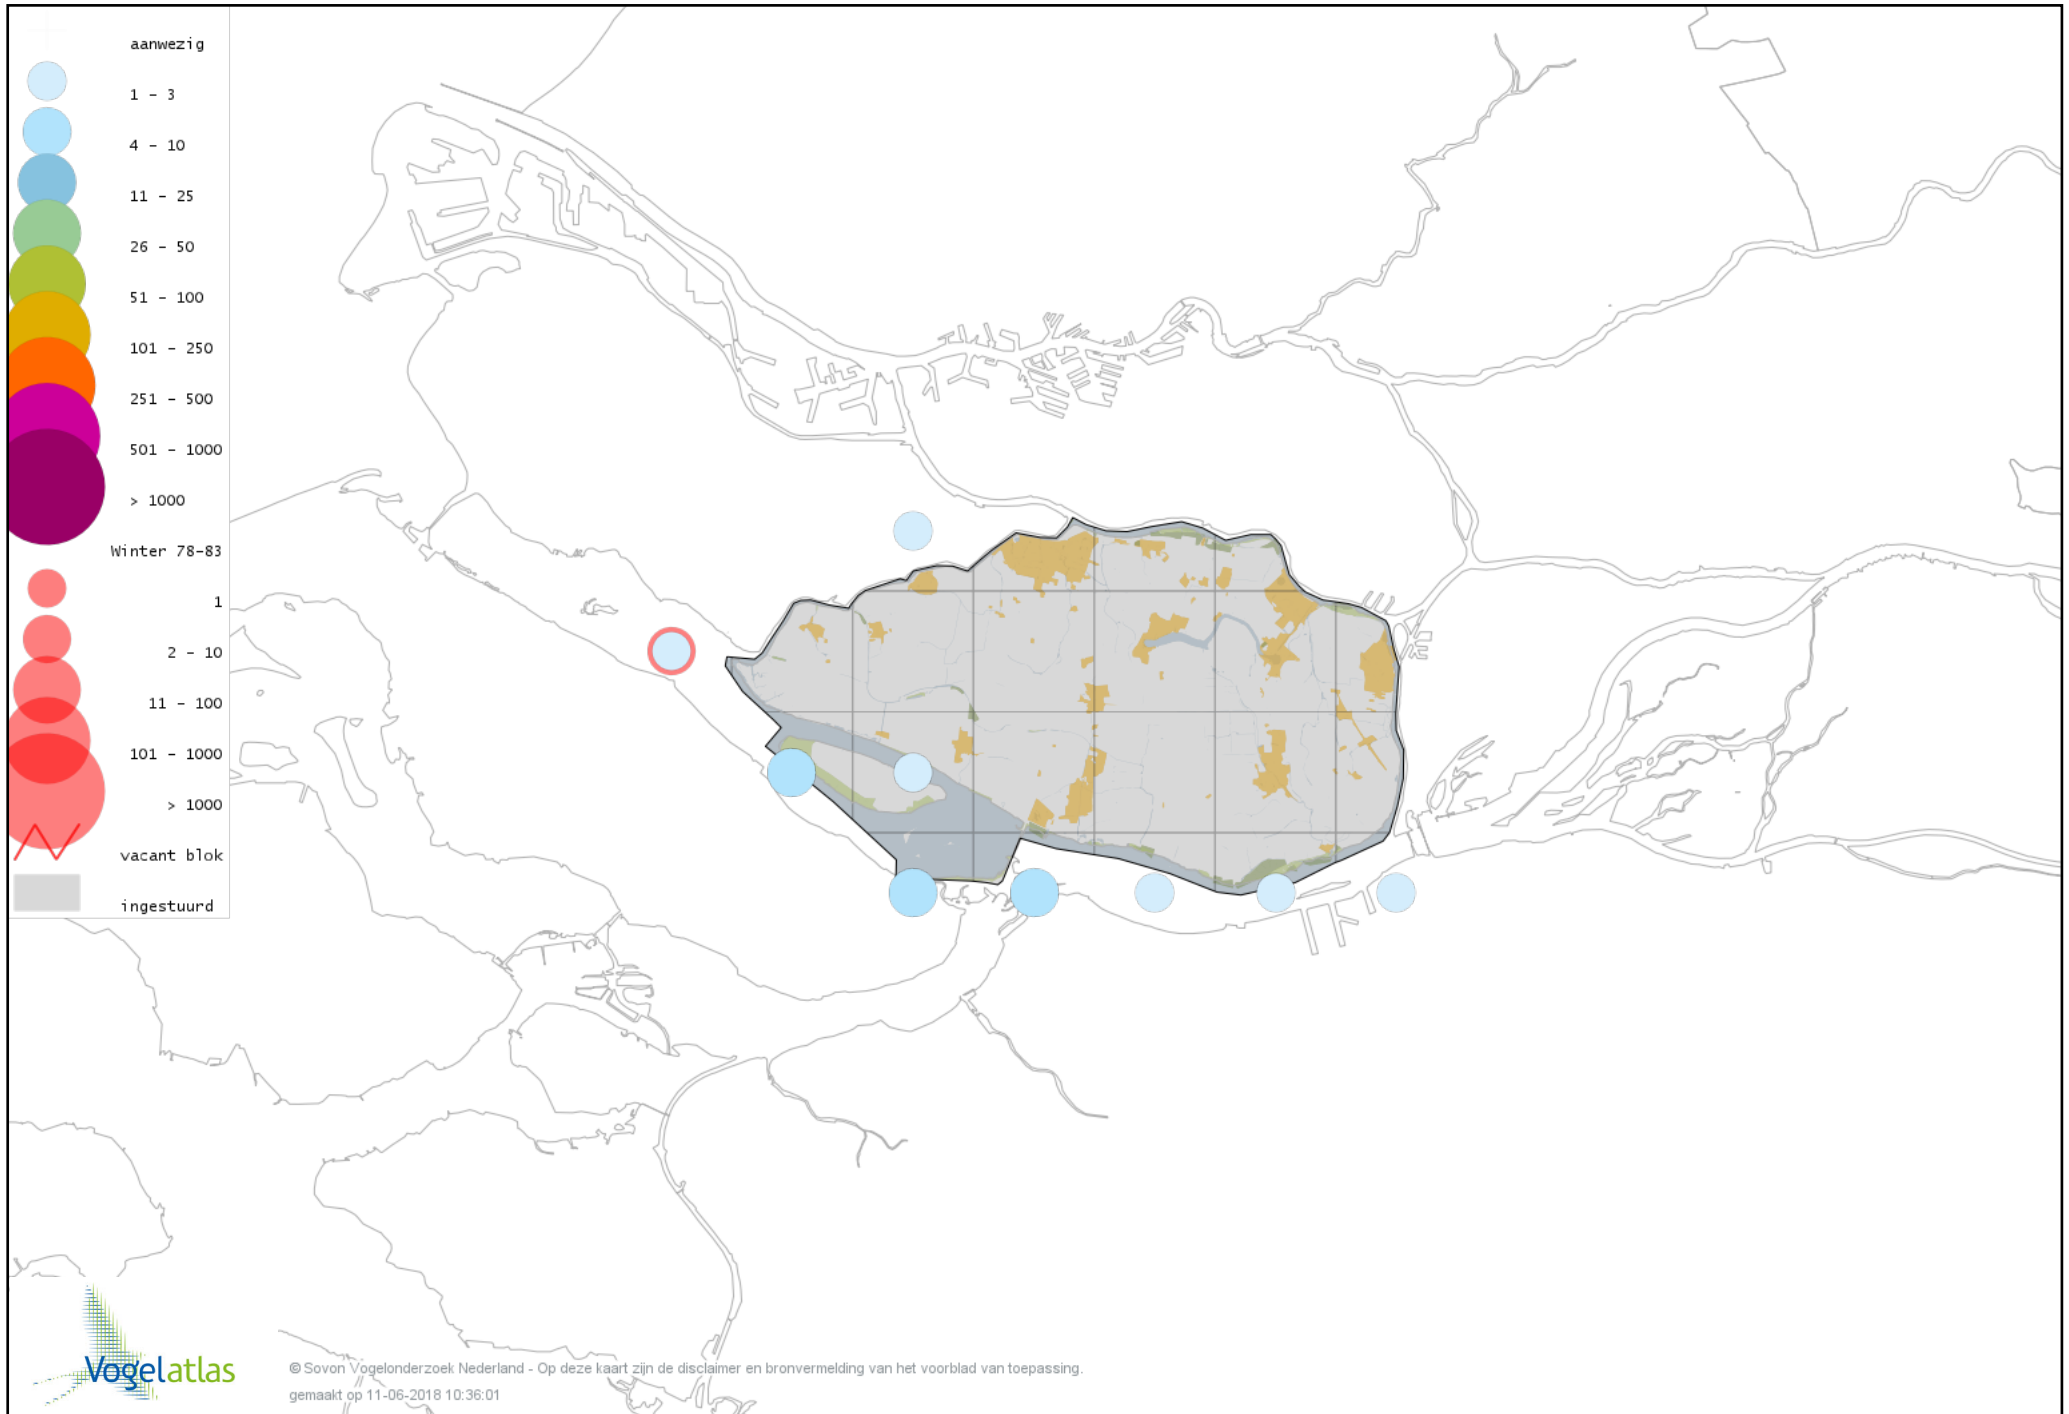 aanwezig
1 - 3
4 - 10
11 - 25
26 - 50
51 - 100
101 - 250
251 - 500
501 - 1000
> 1000
Winter 78-83
1
2 - 10
11 - 100
101 - 1000
> 1000
vacant blok
ingestuurd
Vogelatlas
© Sovon Vogelonderzoek Nederland - Op deze kaart zijn de disclaimer en bronvermelding van het voorblad van toepassing.
gemaakt op 11-06-2018 10:36:01